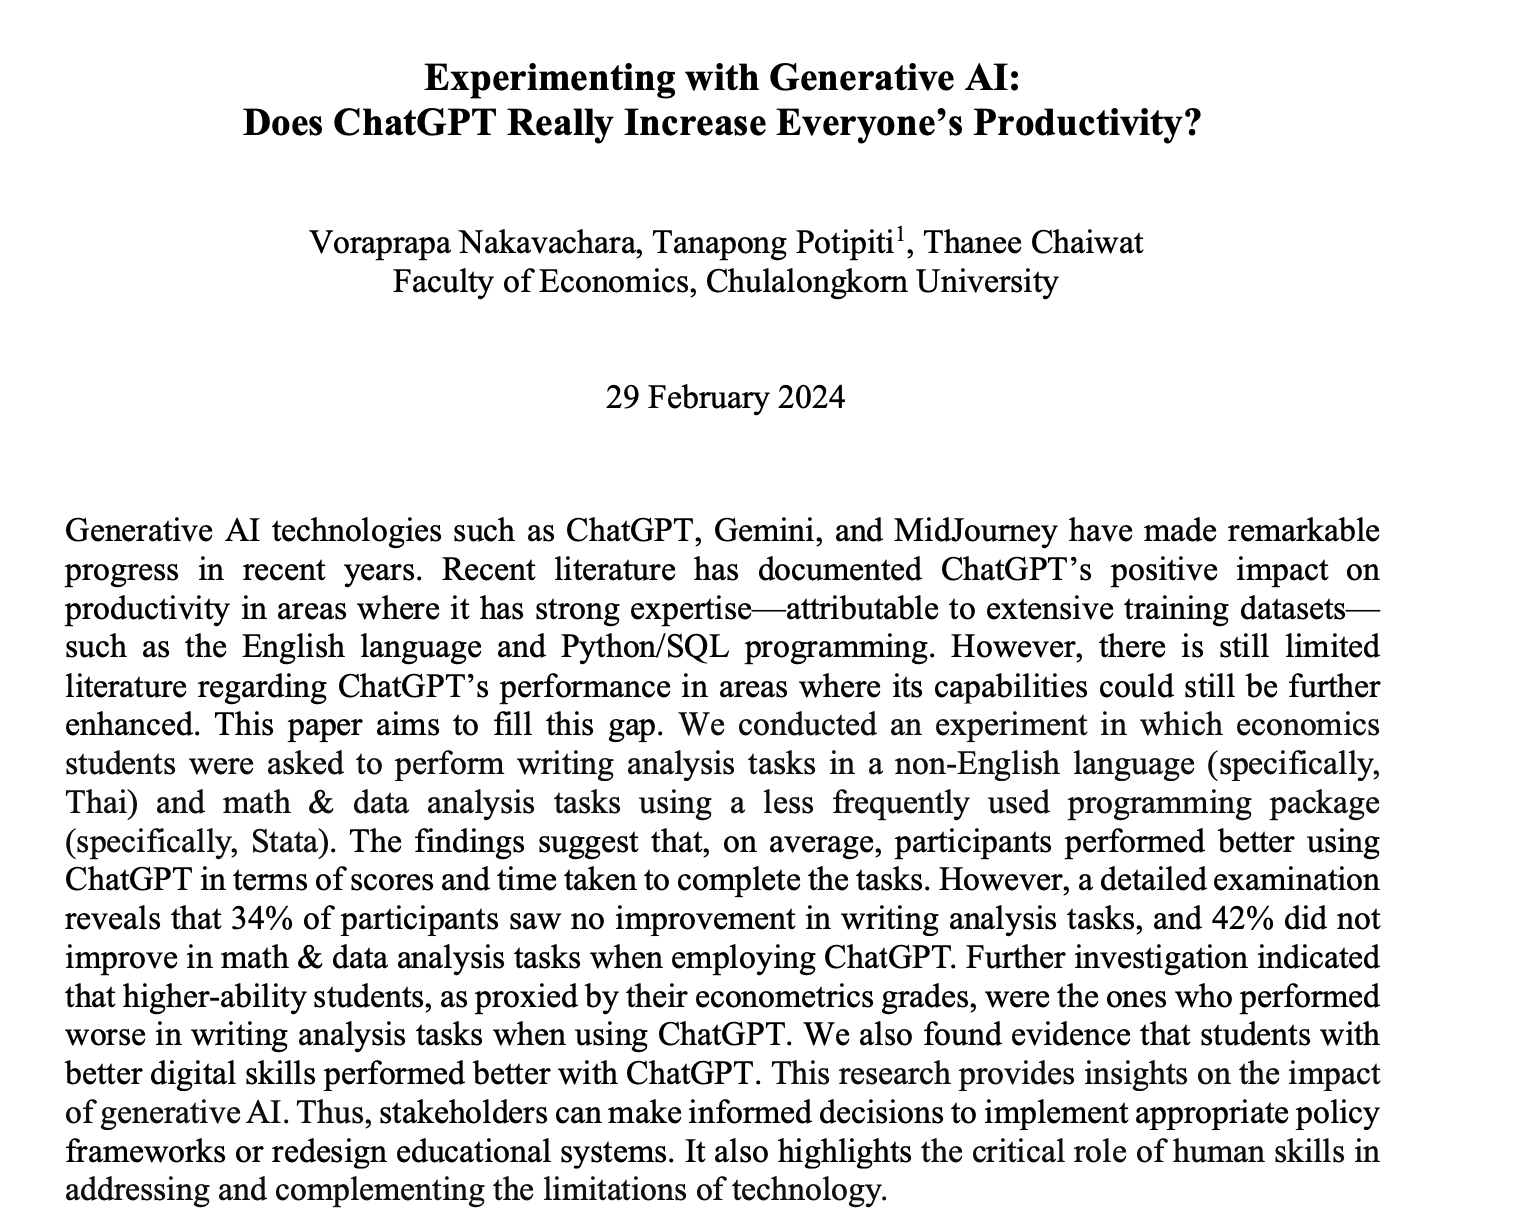 Experimenting with Generative AI:
Does ChatGPT Really Increase Everyone’s Productivity?
Voraprapa Nakavachara, Tanapong Potipiti¹, Thanee Chaiwat
Faculty of Economics, Chulalongkorn University
29 February 2024
Generative AI technologies such as ChatGPT, Gemini, and MidJourney have made remarkable
progress in recent years. Recent literature has documented ChatGPT’s positive impact on
productivity in areas where it has strong expertise—attributable to extensive training datasets—
such as the English language and Python/SQL programming. However, there is still limited
literature regarding ChatGPT’s performance in areas where its capabilities could still be further
enhanced. This paper aims to fill this gap. We conducted an experiment in which economics
students were asked to perform writing analysis tasks in a non-English language (specifically,
Thai) and math & data analysis tasks using a less frequently used programming package
(specifically, Stata). The findings suggest that, on average, participants performed better using
ChatGPT in terms of scores and time taken to complete the tasks. However, a detailed examination
reveals that 34% of participants saw no improvement in writing analysis tasks, and 42% did not
improve in math & data analysis tasks when employing ChatGPT. Further investigation indicated
that higher-ability students, as proxied by their econometrics grades, were the ones who performed
worse in writing analysis tasks when using ChatGPT. We also found evidence that students with
better digital skills performed better with ChatGPT. This research provides insights on the impact
of generative AI. Thus, stakeholders can make informed decisions to implement appropriate policy
frameworks or redesign educational systems. It also highlights the critical role of human skills in
addressing and complementing the limitations of technology.